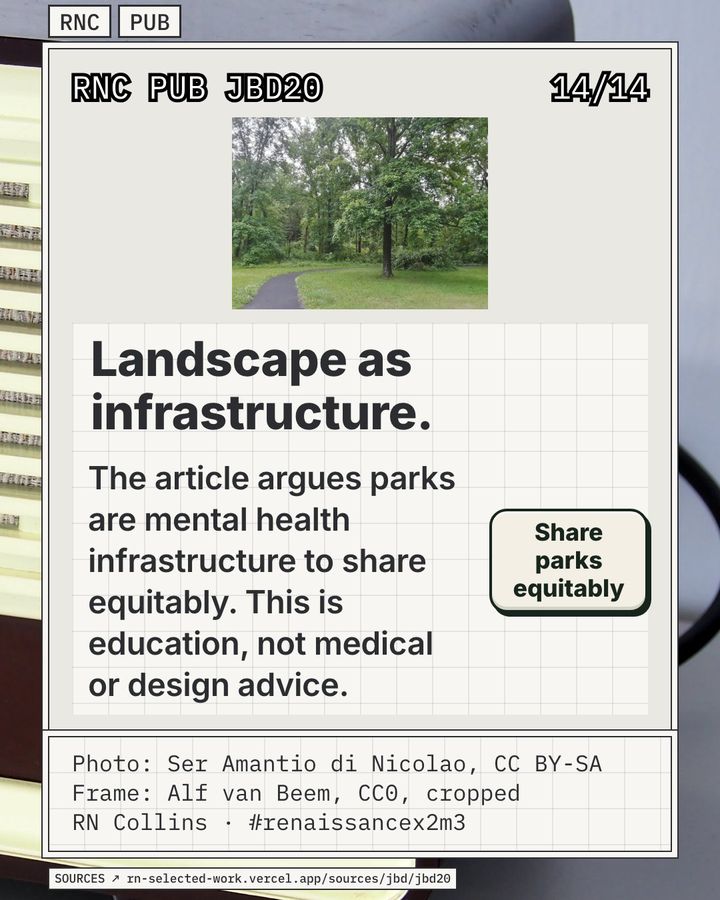 RNC PUB
RNC PUB JBD20 14/14
Landscape as
infrastructure.
The article argues parks
are mental health
infrastructure to share
equitably. This is
education, not medical
or design advice.
Share
parks
equitably
Photo: Ser Amantio di Nicolao, CC BY-SA
Frame: Alf van Beem, CC0, cropped
RN Collins · #renaissancex2m3
SOURCES ↗ rn-selected-work.vercel.app/sources/jbd/jbd20